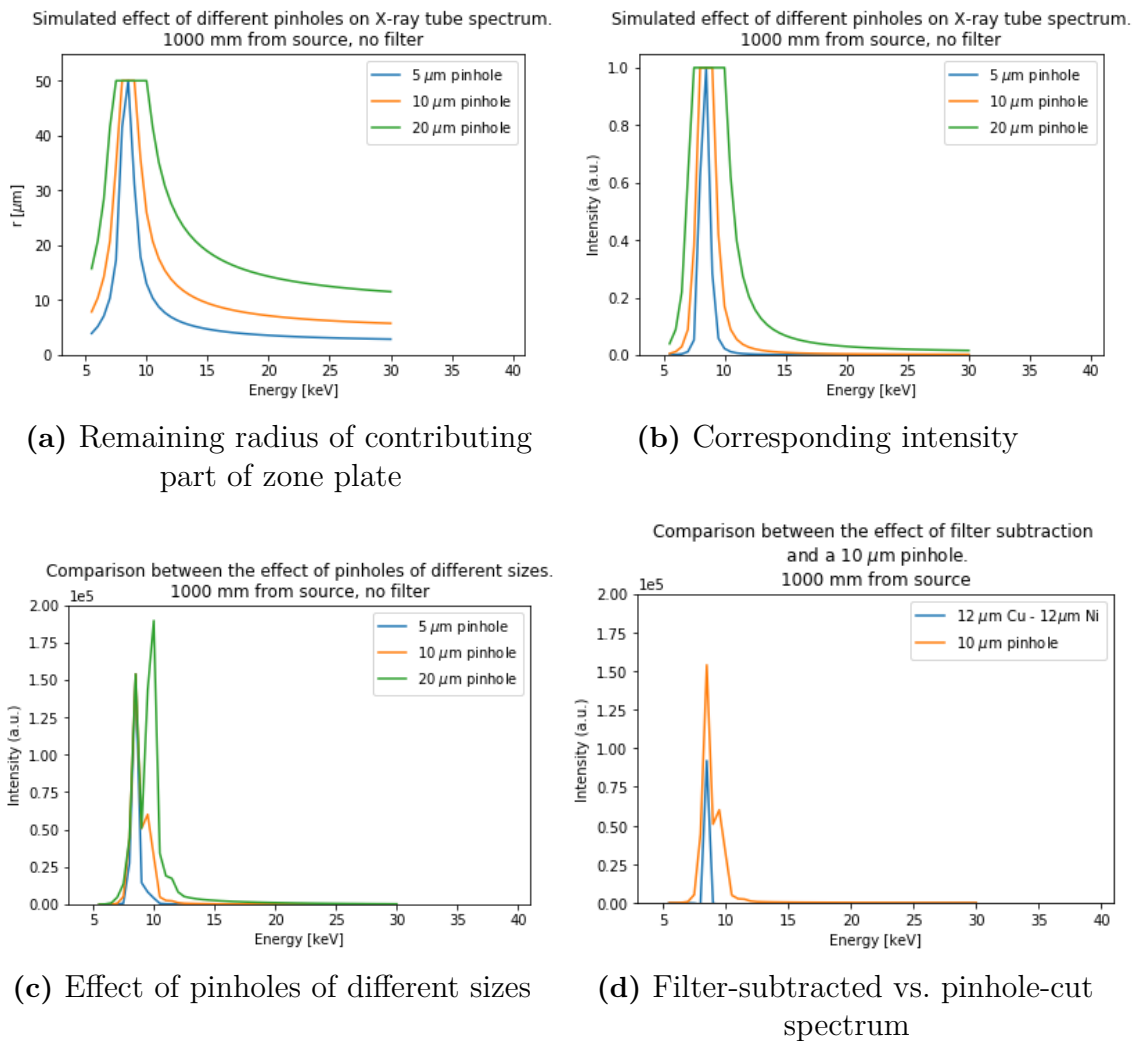 Simulated effect of different pinholes on X-ray tube spectrum.
1000 mm from source, no filter
50
40
30
20
10
0
r [μm]
5 μm pinhole
10 μm pinhole
20 μm pinhole
5 10 15 20 25 30 35 40
Energy [keV]
(a) Remaining radius of contributing
part of zone plate
Simulated effect of different pinholes on X-ray tube spectrum.
1000 mm from source, no filter
1.0
0.8
0.6
0.4
0.2
0.0
Intensity (a.u.)
5 μm pinhole
10 μm pinhole
20 μm pinhole
5 10 15 20 25 30 35 40
Energy [keV]
(b) Corresponding intensity
Comparison between the effect of pinholes of different sizes.
1000 mm from source, no filter
1e5
2.00
1.75
1.50
1.25
1.00
0.75
0.50
0.25
0.00
Intensity (a.u.)
5 μm pinhole
10 μm pinhole
20 μm pinhole
5 10 15 20 25 30 35 40
Energy [keV]
(c) Effect of pinholes of different sizes
Comparison between the effect of filter subtraction
and a 10 μm pinhole.
1000 mm from source
1e5
2.00
1.75
1.50
1.25
1.00
0.75
0.50
0.25
0.00
Intensity (a.u.)
12 μm Cu - 12μm Ni
10 μm pinhole
5 10 15 20 25 30 35 40
Energy [keV]
(d) Filter-subtracted vs. pinhole-cut
spectrum